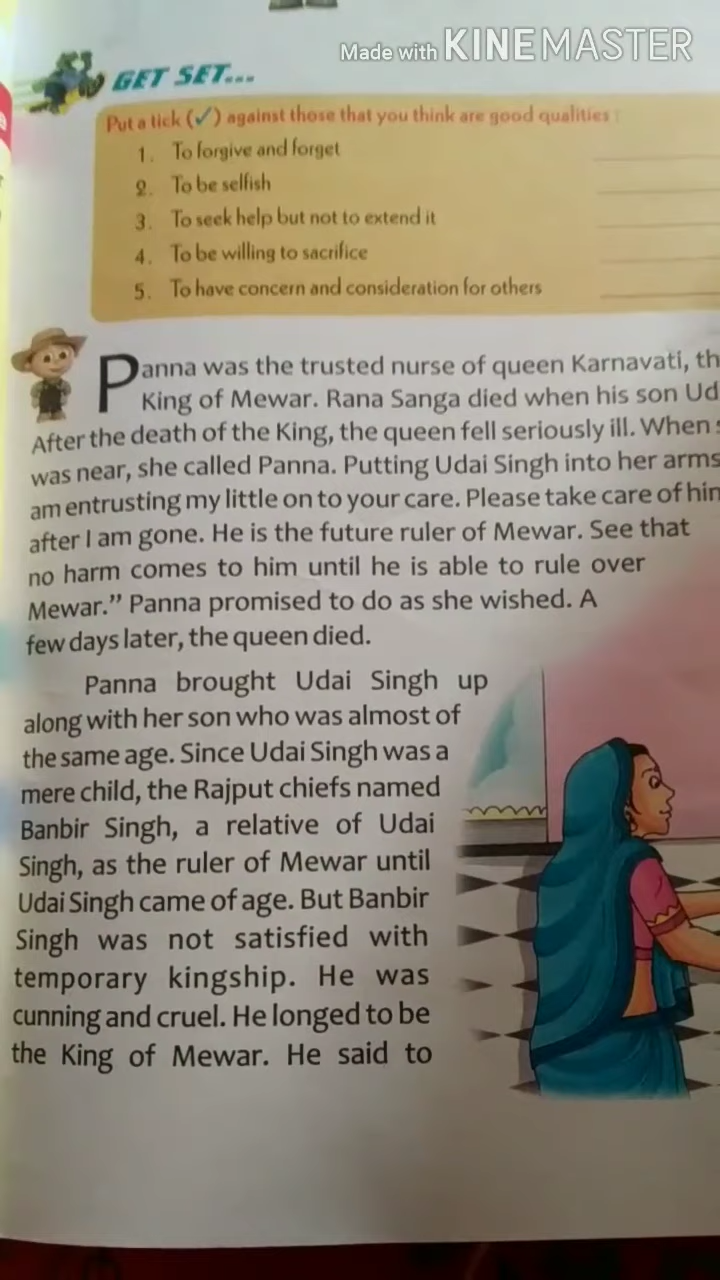 Made with KINEMASTER
GET SET...
Put a tick (✓) against those that you think are good qualities :
1. To forgive and forget
2. To be selfish
3. To seek help but not to extend it
4. To be willing to sacrifice
5. To have concern and consideration for others
Panna was the trusted nurse of queen Karnavati,
King of Mewar. Rana Sanga died when his son
After the death of the King, the queen fell seriously ill. When
was near, she called Panna. Putting Udai Singh into her arms
am entrusting my little on to your care. Please take care of
after I am gone. He is the future ruler of Mewar. See that
no harm comes to him until he is able to rule over
Mewar.” Panna promised to do as she wished. A
few days later, the queen died.
Panna brought Udai Singh up
along with her son who was almost of
the same age. Since Udai Singh was a
mere child, the Rajput chiefs named
Banbir Singh, a relative of Udai
Singh, as the ruler of Mewar until
Udai Singh came of age. But Banbir
Singh was not satisfied with
temporary kingship. He was
cunning and cruel. He longed to be
the King of Mewar. He said to